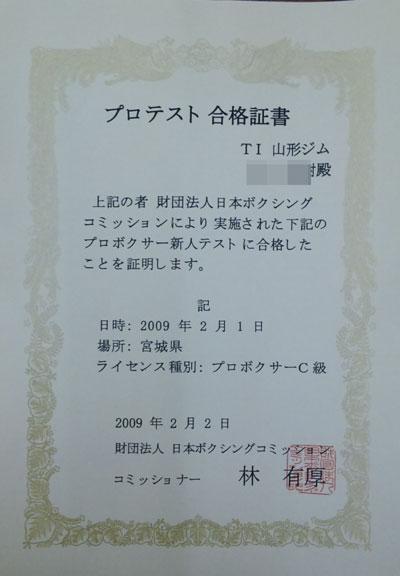 プロテスト 合格証書
TI 山形ジム
殿
上記の者 財団法人日本ボクシング
コミッションにより 実施された下記の
プロボクサー新人テスト に合格した
ことを証明します。
記
日時: 2009 年 2 月 1 日
場所: 宮城県
ライセンス種別: プロボクサーC 級
2009 年 2 月 2 日
財団法人 日本ボクシングコミッション
コミッショナー 林 有厚